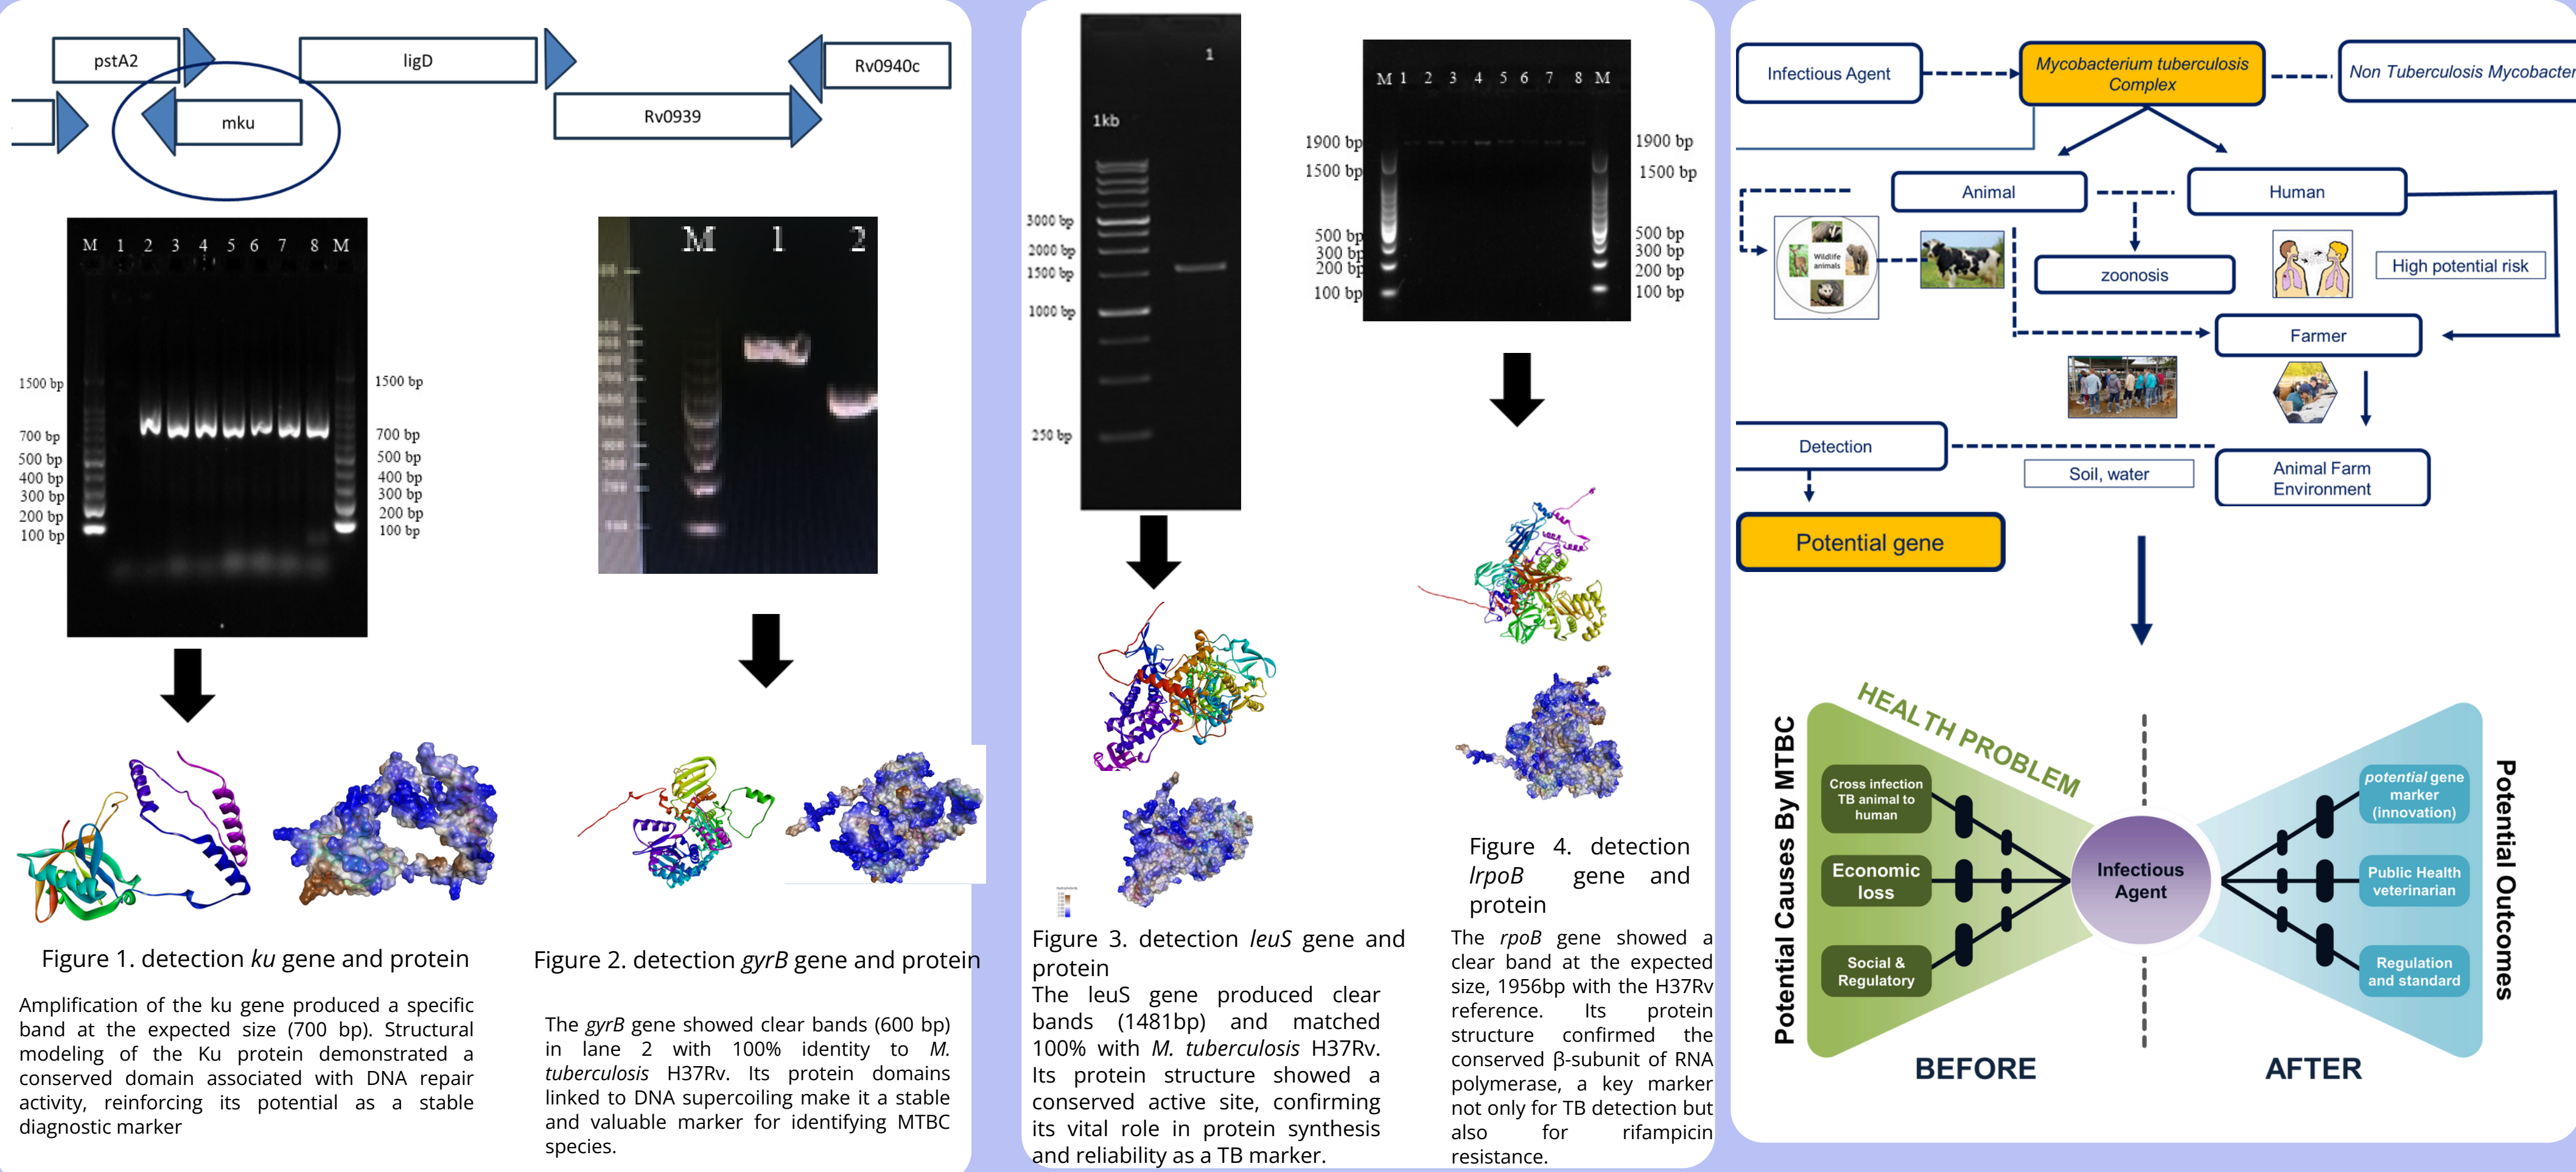 pstA2
ligD
Rv0940c
mku
Rv0939
M 1 2 3 4 5 6 7 8 M
1500 bp
700 bp
500 bp
400 bp
300 bp
200 bp
100 bp
1500 bp
700 bp
500 bp
400 bp
300 bp
200 bp
100 bp
M 1 2
Figure 1. detection ku gene and protein
Amplification of the ku gene produced a specific
band at the expected size (700 bp). Structural
modeling of the Ku protein demonstrated a
conserved domain associated with DNA repair
activity, reinforcing its potential as a stable
diagnostic marker
Figure 2. detection gyrB gene and protein
The gyrB gene showed clear bands (600 bp)
in lane 2 with 100% identity to M.
tuberculosis H37Rv. Its protein domains
linked to DNA supercoiling make it a stable
and valuable marker for identifying MTBC
species.
1
1kb
3000 bp
2000 bp
1500 bp
1000 bp
250 bp
M 1 2 3 4 5 6 7 8 M
1900 bp
1500 bp
500 bp
300 bp
200 bp
100 bp
1900 bp
1500 bp
500 bp
300 bp
200 bp
100 bp
Figure 3. detection leuS gene and
protein
The leuS gene produced clear
bands (1481bp) and matched
100% with M. tuberculosis H37Rv.
Its protein structure showed a
conserved active site, confirming
its vital role in protein synthesis
and reliability as a TB marker.
Figure 4. detection
lrpoB gene and
protein
The rpoB gene showed a
clear band at the expected
size, 1956bp with the H37Rv
reference. Its protein
structure confirmed the
conserved β-subunit of RNA
polymerase, a key marker
not only for TB detection but
also for rifampicin
resistance.
Infectious Agent
Mycobacterium tuberculosis
Complex
Non Tuberculosis Mycobacter
Animal
Human
Wildlife
animals
zoonosis
High potential risk
Farmer
Detection
Soil, water
Animal Farm
Environment
Potential gene
Potential Causes By MTBC
HEALTH PROBLEM
Cross infection
TB animal to
human
Economic
loss
Social &
Regulatory
Infectious
Agent
potential gene
marker
(innovation)
Public Health
veterinarian
Regulation
and standard
Potential Outcomes
BEFORE
AFTER